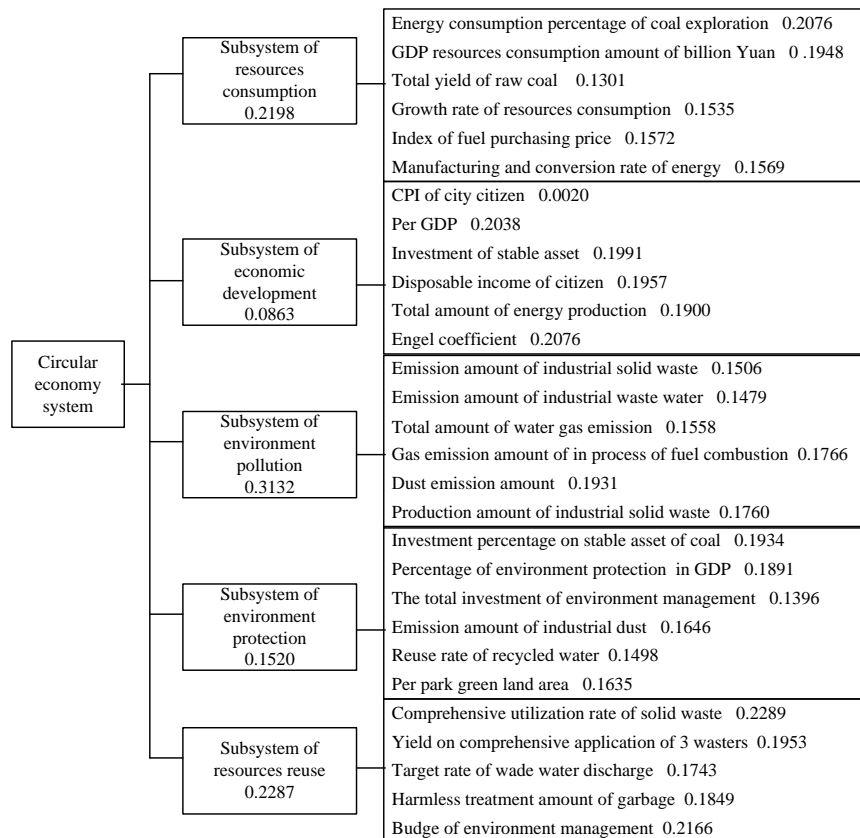 Circular
economy
system
Subsystem of
resources
consumption
0.2198
Energy consumption percentage of coal exploration 0.2076
GDP resources consumption amount of billion Yuan 0 .1948
Total yield of raw coal 0.1301
Growth rate of resources consumption 0.1535
Index of fuel purchasing price 0.1572
Manufacturing and conversion rate of energy 0.1569
Subsystem of
economic
development
0.0863
CPI of city citizen 0.0020
Per GDP 0.2038
Investment of stable asset 0.1991
Disposable income of citizen 0.1957
Total amount of energy production 0.1900
Engel coefficient 0.2076
Subsystem of
environment
pollution
0.3132
Emission amount of industrial solid waste 0.1506
Emission amount of industrial waste water 0.1479
Total amount of water gas emission 0.1558
Gas emission amount of in process of fuel combustion 0.1766
Dust emission amount 0.1931
Production amount of industrial solid waste 0.1760
Subsystem of
environment
protection
0.1520
Investment percentage on stable asset of coal 0.1934
Percentage of environment protection in GDP 0.1891
The total investment of environment management 0.1396
Emission amount of industrial dust 0.1646
Reuse rate of recycled water 0.1498
Per park green land area 0.1635
Subsystem of
resources reuse
0.2287
Comprehensive utilization rate of solid waste 0.2289
Yield on comprehensive application of 3 wasters 0.1953
Target rate of wade water discharge 0.1743
Harmless treatment amount of garbage 0.1849
Budge of environment management 0.2166